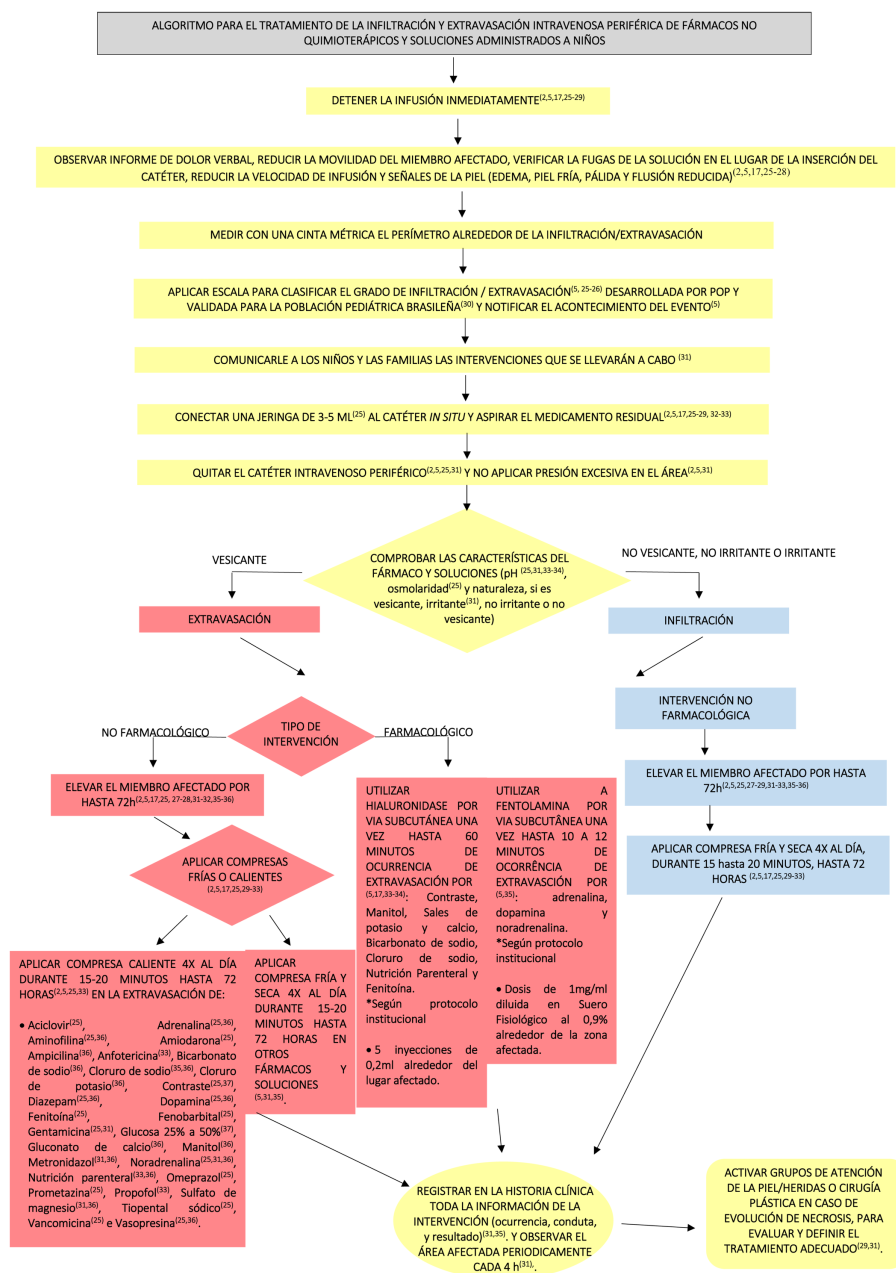 ALGORITMO PARA EL TRATAMIENTO DE LA INFILTRACIÓN Y EXTRAVASACIÓN INTRAVENOSA PERIFÉRICA DE FÁRMACOS NO
QUIMIOTERÁPICOS Y SOLUCIONES ADMINISTRADOS A NIÑOS
DETENER LA INFUSIÓN INMEDIATAMENTE(2,5,17,25-29)
OBSERVAR INFORME DE DOLOR VERBAL, REDUCIR LA MOVILIDAD DEL MIEMBRO AFECTADO, VERIFICAR LA FUGAS DE LA SOLUCIÓN EN EL LUGAR DE LA INSERCIÓN DEL
CATÉTER, REDUCIR LA VELOCIDAD DE INFUSIÓN Y SEÑALES DE LA PIEL (EDEMA, PIEL FRÍA, PÁLIDA Y FLUSIÓN REDUCIDA)(2,5,17,25-28)
MEDIR CON UNA CINTA MÉTRICA EL PERÍMETRO ALREDEDOR DE LA INFILTRACIÓN/EXTRAVASACIÓN
APLICAR ESCALA PARA CLASIFICAR EL GRADO DE INFILTRACIÓN / EXTRAVASACIÓN(5, 25-26) DESARROLLADA POR POP Y
VALIDADA PARA LA POBLACIÓN PEDIÁTRICA BRASILEÑA(30) Y NOTIFICAR EL ACONTECIMIENTO DEL EVENTO(5)
COMUNICARLE A LOS NIÑOS Y LAS FAMILIAS LAS INTERVENCIONES QUE SE LLEVARÁN A CABO (31)
CONECTAR UNA JERINGA DE 3-5 ML(25) AL CATÉTER IN SITU Y ASPIRAR EL MEDICAMENTO RESIDUAL(2,5,17,25-29, 32-33)
QUITAR EL CATÉTER INTRAVENOSO PERIFÉRICO(2,5,25,31) Y NO APLICAR PRESIÓN EXCESIVA EN EL ÁREA(2,5,31)
COMPROBAR LAS CARACTERÍSTICAS DEL
FÁRMACO Y SOLUCIONES (pH (25,31,33-34),
osmolaridad(25) y naturaleza, si es
vesicante, irritante(31), no irritante o no
vesicante)
VESICANTE
NO VESICANTE, NO IRRITANTE O IRRITANTE
EXTRAVASACIÓN
INFILTRACIÓN
TIPO DE
INTERVENCIÓN
NO FARMACOLÓGICO
FARMACOLÓGICO
INTERVENCIÓN NO
FARMACOLÓGICA
ELEVAR EL MIEMBRO AFECTADO POR
HASTA 72h(2,5,17,25, 27-28,31-32,35-36)
APLICAR COMPRESAS
FRÍAS O CALIENTES
(2,5,17,25,29-33)
APLICAR COMPRESA CALIENTE 4X AL DÍA
DURANTE 15-20 MINUTOS HASTA 72
HORAS(2,5,25,33) EN LA EXTRAVASACIÓN DE:
• Aciclovir(25), Adrenalina(25,36),
Aminofilina(25,36), Amiodarona(25),
Ampicilina(36), Anfotericina(33), Bicarbonato
de sodio(36), Cloruro de sodio(35,36), Cloruro
de potasio(36), Contraste(25,37),
Diazepam(25,36), Dopamina(25,36),
Fenitoína(25), Fenobarbital(25),
Gentamicina(25,31), Glucosa 25% a 50%(37),
Gluconato de calcio(36), Manitol(36),
Metronidazol(31,36), Noradrenalina(25,31,36),
Nutrición parenteral(33,36), Omeprazol(25),
Prometazina(25), Propofol(33), Sulfato de
magnesio(31,36), Tiopental sódico(25),
Vancomicina(25) e Vasopresina(25,36).
APLICAR
COMPRESA FRÍA Y
SECA 4X AL DÍA
DURANTE 15-20
MINUTOS HASTA
72 HORAS EN
OTROS
FÁRMACOS Y
SOLUCIONES
(5,31,35).
UTILIZAR
HIALURONIDASE POR
VIA SUBCUTÁNEA UNA
VEZ HASTA 60
MINUTOS DE
OCURRENCIA DE
EXTRAVASACIÓN POR
(5,17,33-34): Contraste,
Manitol, Sales de
potasio y calcio,
Bicarbonato de sodio,
Cloruro de sodio,
Nutrición Parenteral y
Fenitoína.
*Según protocolo
institucional
• 5 inyecciones de
0,2ml alrededor del
lugar afectado.
UTILIZAR A
FENTOLAMINA POR
VIA SUBCUTÂNEA UNA
VEZ HASTA 10 A 12
MINUTOS DE
OCORRÊNCIA DE
EXTRAVASCIÓN POR
(5,35): adrenalina,
dopamina y
noradrenalina.
*Según protocolo
institucional
• Dosis de 1mg/ml
diluida en Suero
Fisiológico al 0,9%
alrededor de la zona
afectada.
ELEVAR EL MIEMBRO AFECTADO POR HASTA
72h(2,5,25,27-29,31-33,35-36)
APLICAR COMPRESA FRÍA Y SECA 4X AL DÍA,
DURANTE 15 hasta 20 MINUTOS, HASTA 72
HORAS (2,5,17,25,29-33)
REGISTRAR EN LA HISTORIA CLÍNICA
TODA LA INFORMACIÓN DE LA
INTERVENCIÓN (ocurrencia, conduta,
y resultado)(31,35). Y OBSERVAR EL
ÁREA AFECTADA PERIODICAMENTE
CADA 4 h(31),.
ACTIVAR GRUPOS DE ATENCIÓN
DE LA PIEL/HERIDAS O CIRUGÍA
PLÁSTICA EN CASO DE
EVOLUCIÓN DE NECROSIS, PARA
EVALUAR Y DEFINIR EL
TRATAMIENTO ADECUADO(29,31).